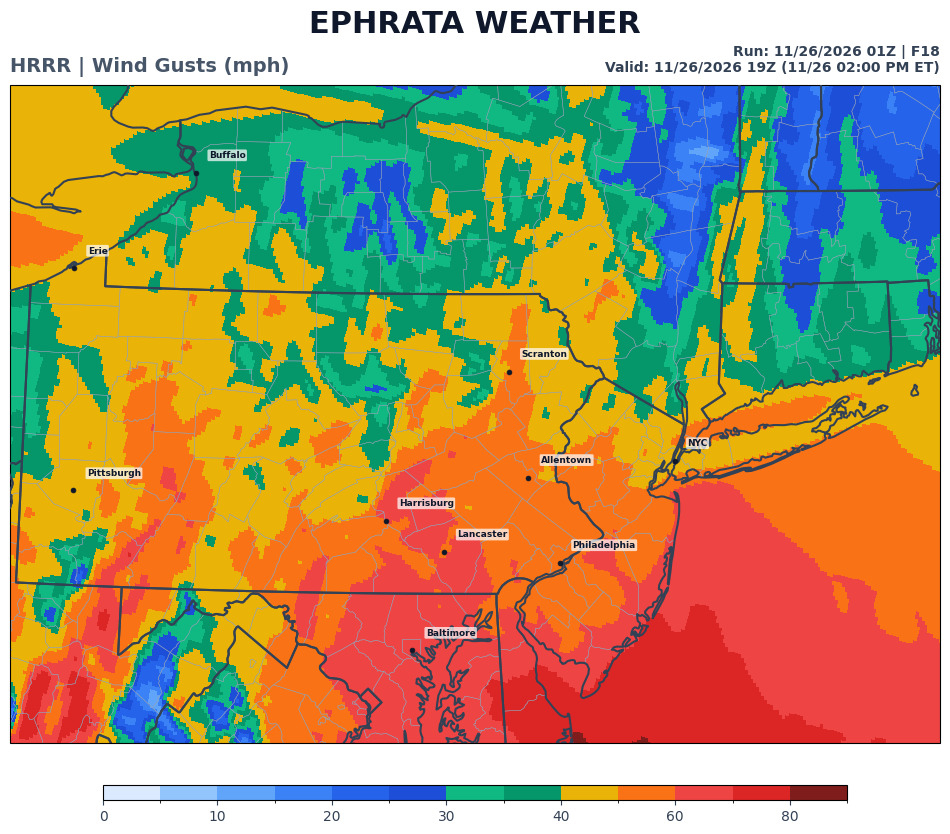 EPHRATA WEATHER
Run: 11/26/2026 01Z | F18
HRRR | Wind Gusts (mph)
Valid: 11/26/2026 19Z (11/26 02:00 PM ET)
Buffalo
Erie
Scranton
NYC
Allentown
Pittsburgh
Harrisburg
Lancaster
Philadelphia
Baltimore
0 10 20 30 40 50 60 70 80